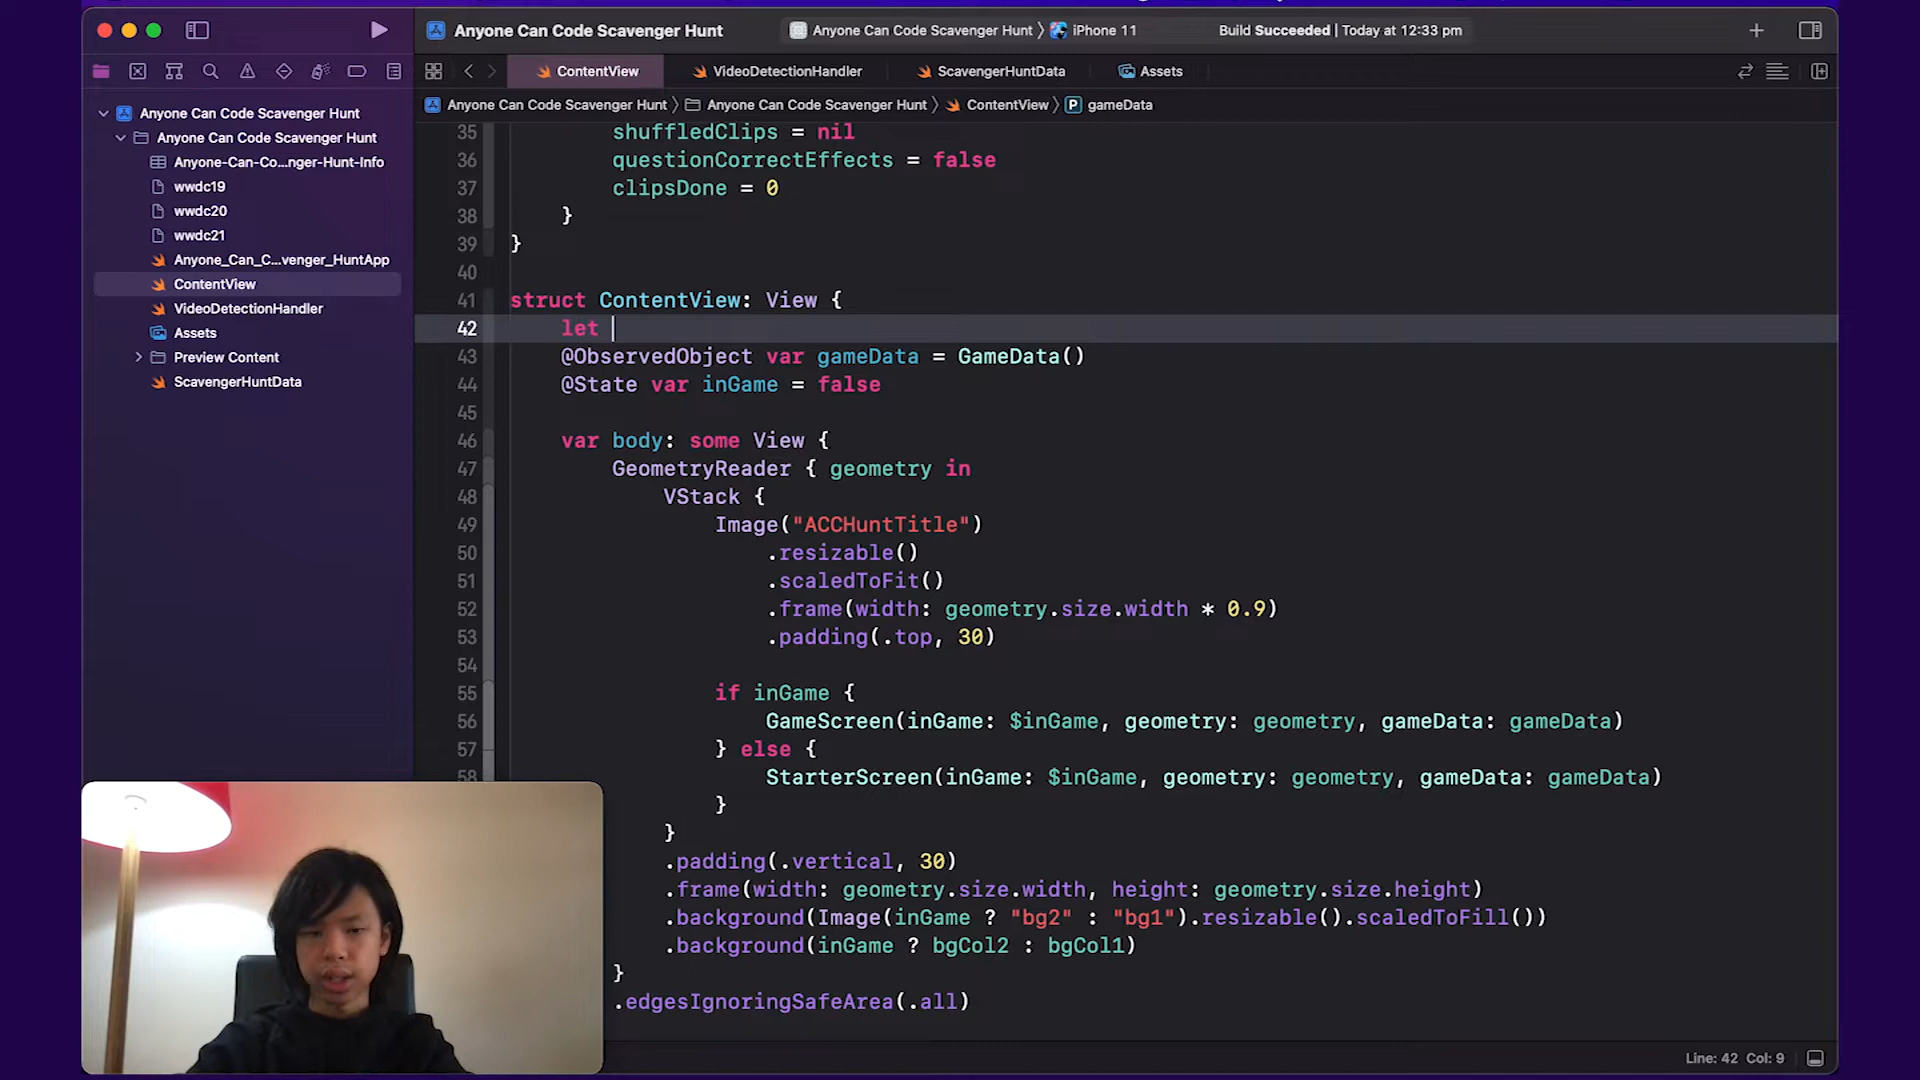 Anyone Can Code Scavenger Hunt
Anyone Can Code Scavenger Hunt 〉 iPhone 11
Build Succeeded | Today at 12:33 pm
ContentView
VideoDetectionHandler
ScavengerHuntData
Assets
Anyone Can Code Scavenger Hunt 〉 Anyone Can Code Scavenger Hunt 〉 ContentView 〉 P gameData
Anyone Can Code Scavenger Hunt
Anyone Can Code Scavenger Hunt
Anyone-Can-Co...nger-Hunt-Info
wwdc19
wwdc20
wwdc21
Anyone_Can_C...venger_HuntApp
ContentView
VideoDetectionHandler
Assets
Preview Content
ScavengerHuntData
35 shuffledClips = nil
36 questionCorrectEffects = false
37 clipsDone = 0
38 }
39 }
40
41 struct ContentView: View {
42 let
43 @ObservedObject var gameData = GameData()
44 @State var inGame = false
45
46 var body: some View {
47 GeometryReader { geometry in
48 VStack {
49 Image("ACCHuntTitle")
50 .resizable()
51 .scaledToFit()
52 .frame(width: geometry.size.width * 0.9)
53 .padding(.top, 30)
54
55 if inGame {
56 GameScreen(inGame: $inGame, geometry: geometry, gameData: gameData)
57 } else {
58 StarterScreen(inGame: $inGame, geometry: geometry, gameData: gameData)
}
}
.padding(.vertical, 30)
.frame(width: geometry.size.width, height: geometry.size.height)
.background(Image(inGame ? "bg2" : "bg1").resizable().scaledToFill())
.background(inGame ? bgCol2 : bgCol1)
}
.edgesIgnoringSafeArea(.all)
Line: 42 Col: 9